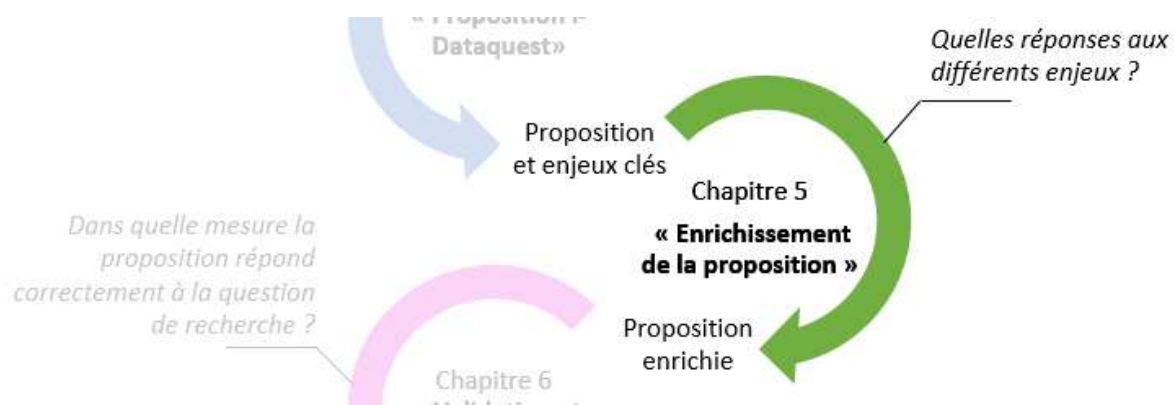 « Proposition I-
Dataquest»
Quelles réponses aux
différents enjeux ?
Proposition
et enjeux clés
Chapitre 5
« Enrichissement
de la proposition »
Dans quelle mesure la
proposition répond
correctement à la question
de recherche ?
Proposition
enrichie
Chapitre 6